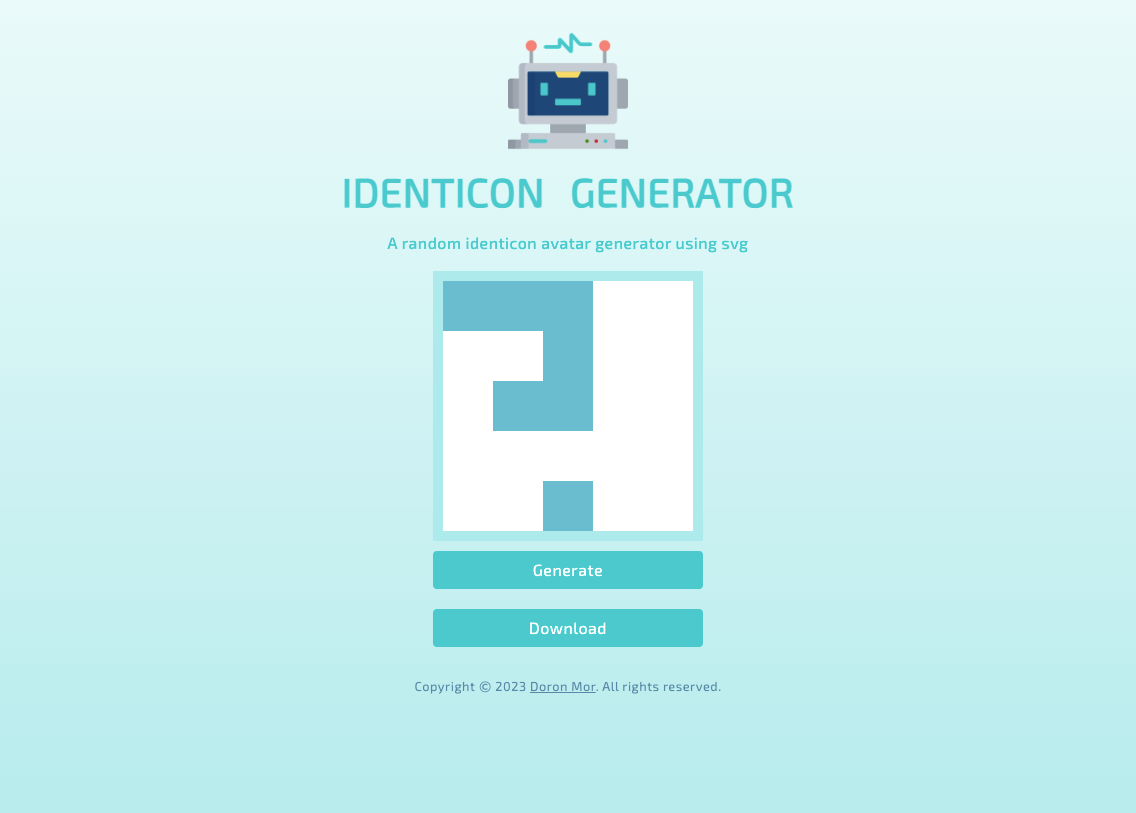 IDENTICON GENERATOR
A random identicon avatar generator using svg
Generate
Download
Copyright © 2023 Doron Mor. All rights reserved.